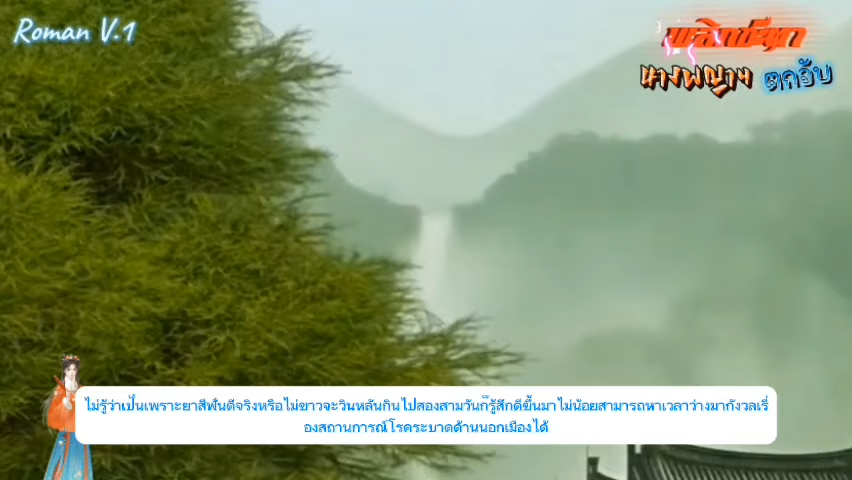 Roman V.1
พลิกชะตา
นางพญาฯ ตกอับ
ไม่รู้ว่าเป็นเพราะยาสีฟันดีจริงหรือไม่ขาวจะวินหลันกินไปสองสามวันก็รู้สึกดีขึ้นมาไม่น้อยสามารถหาเวลาว่างมากังวลเรื่
องสถานการณ์โรคระบาดด้านนอกเมืองได้